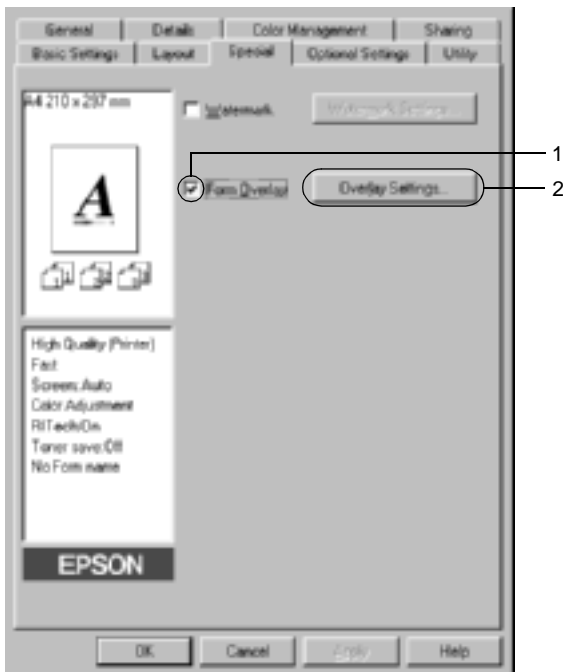 General Details Color Management Sharing
Basic Settings Layout Special Optional Settings Utility
A4 210 x 297 mm
Watermark Watermark Settings...
1
Form Overlay Overlay Settings... 2
A
High Quality (Printer)
Fast
Screen:Auto
Color Adjustment
RITech:On
Toner save:Off
No Form name
EPSON
OK Cancel Apply Help